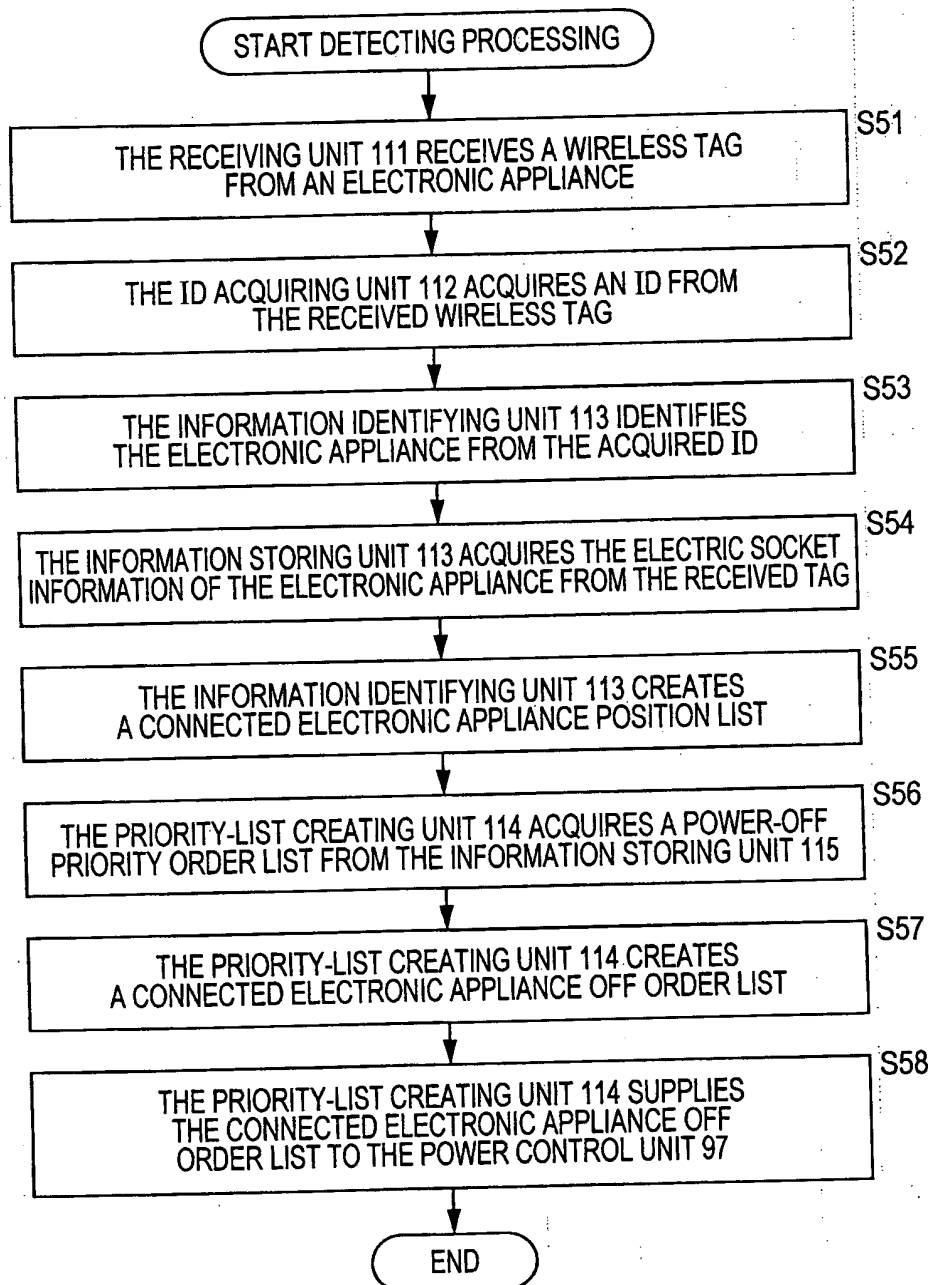 START DETECTING PROCESSING
S51
THE RECEIVING UNIT 111 RECEIVES A WIRELESS TAG
FROM AN ELECTRONIC APPLIANCE
S52
THE ID ACQUIRING UNIT 112 ACQUIRES AN ID FROM
THE RECEIVED WIRELESS TAG
S53
THE INFORMATION IDENTIFYING UNIT 113 IDENTIFIES
THE ELECTRONIC APPLIANCE FROM THE ACQUIRED ID
S54
THE INFORMATION STORING UNIT 113 ACQUIRES THE ELECTRIC SOCKET
INFORMATION OF THE ELECTRONIC APPLIANCE FROM THE RECEIVED TAG
S55
THE INFORMATION IDENTIFYING UNIT 113 CREATES
A CONNECTED ELECTRONIC APPLIANCE POSITION LIST
S56
THE PRIORITY-LIST CREATING UNIT 114 ACQUIRES A POWER-OFF
PRIORITY ORDER LIST FROM THE INFORMATION STORING UNIT 115
S57
THE PRIORITY-LIST CREATING UNIT 114 CREATES
A CONNECTED ELECTRONIC APPLIANCE OFF ORDER LIST
S58
THE PRIORITY-LIST CREATING UNIT 114 SUPPLIES
THE CONNECTED ELECTRONIC APPLIANCE OFF
ORDER LIST TO THE POWER CONTROL UNIT 97
END